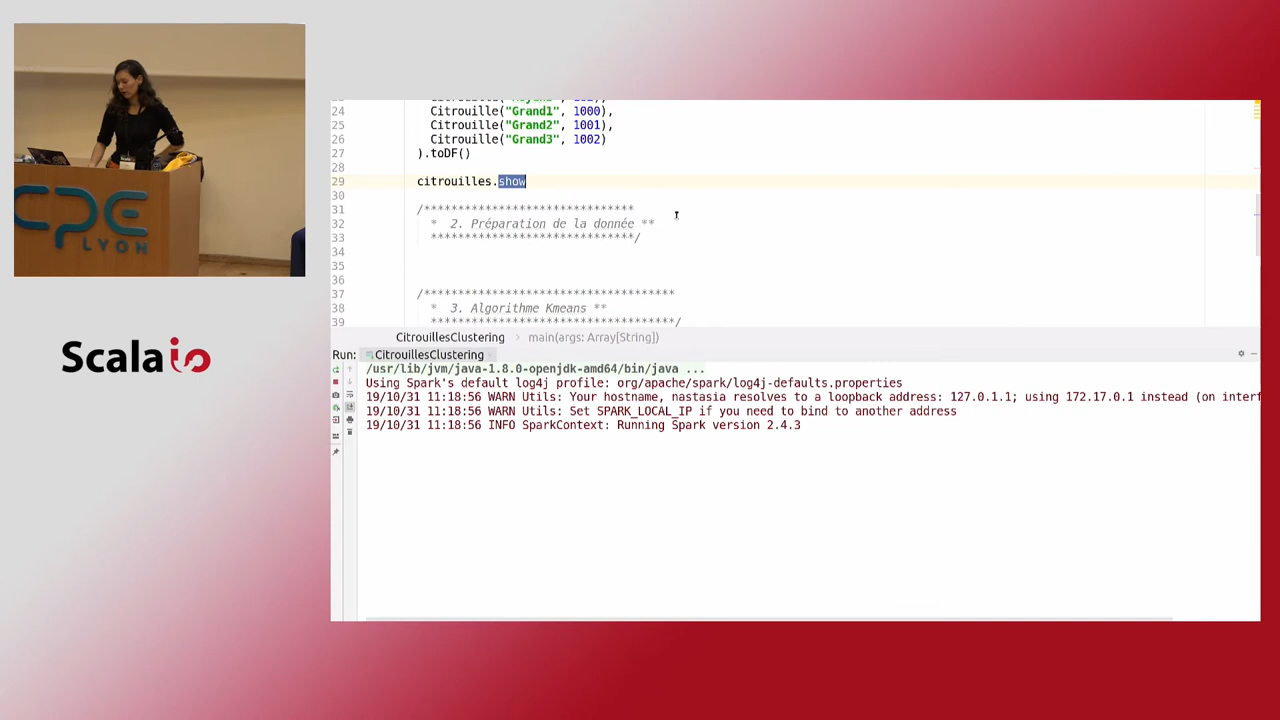 CPE
LYON
Scala
Scala io
24 Citrouille("Grand1", 1000),
25 Citrouille("Grand2", 1001),
26 Citrouille("Grand3", 1002)
27 ).toDF()
28
29 citrouilles.show
30
31 /*******************************
32 * 2. Préparation de la donnée **
33 *******************************/
34
35
36
37 /*************************************
38 * 3. Algorithme Kmeans **
39 *************************************/
CitrouillesClustering › main(args: Array[String])
Run: CitrouillesClustering
/usr/lib/jvm/java-1.8.0-openjdk-amd64/bin/java ...
Using Spark's default log4j profile: org/apache/spark/log4j-defaults.properties
19/10/31 11:18:56 WARN Utils: Your hostname, nastasia resolves to a loopback address: 127.0.1.1; using 172.17.0.1 instead (on interf
19/10/31 11:18:56 WARN Utils: Set SPARK_LOCAL_IP if you need to bind to another address
19/10/31 11:18:56 INFO SparkContext: Running Spark version 2.4.3